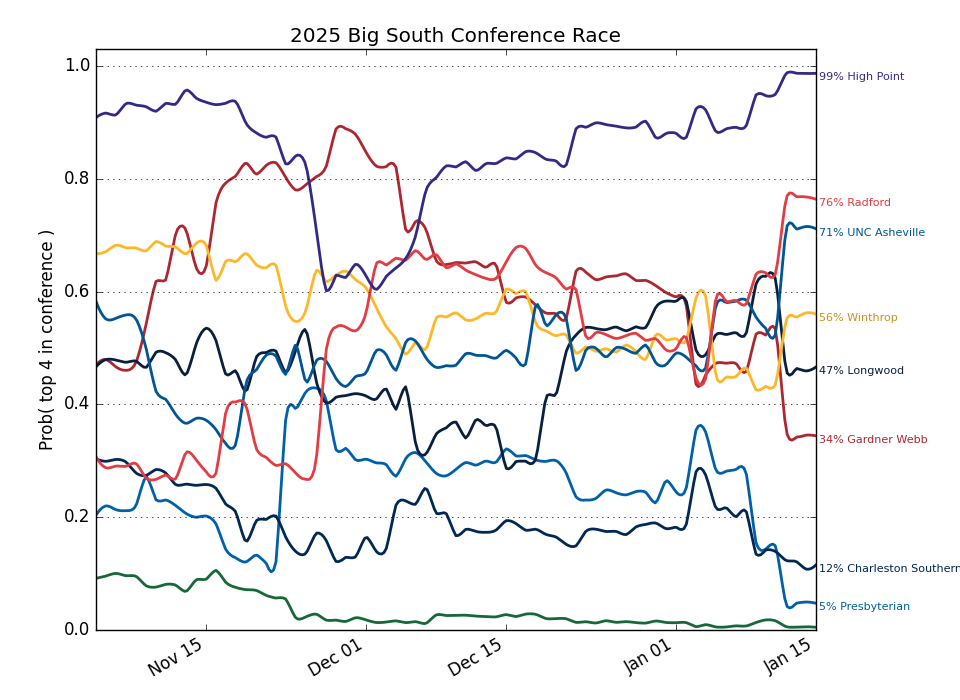 2025 Big South Conference Race
1.0
0.8
0.6
0.4
0.2
0.0
Prob( top 4 in conference )
99% High Point
76% Radford
71% UNC Asheville
56% Winthrop
47% Longwood
34% Gardner Webb
12% Charleston Southern
5% Presbyterian
Nov 15
Dec 01
Dec 15
Jan 01
Jan 15